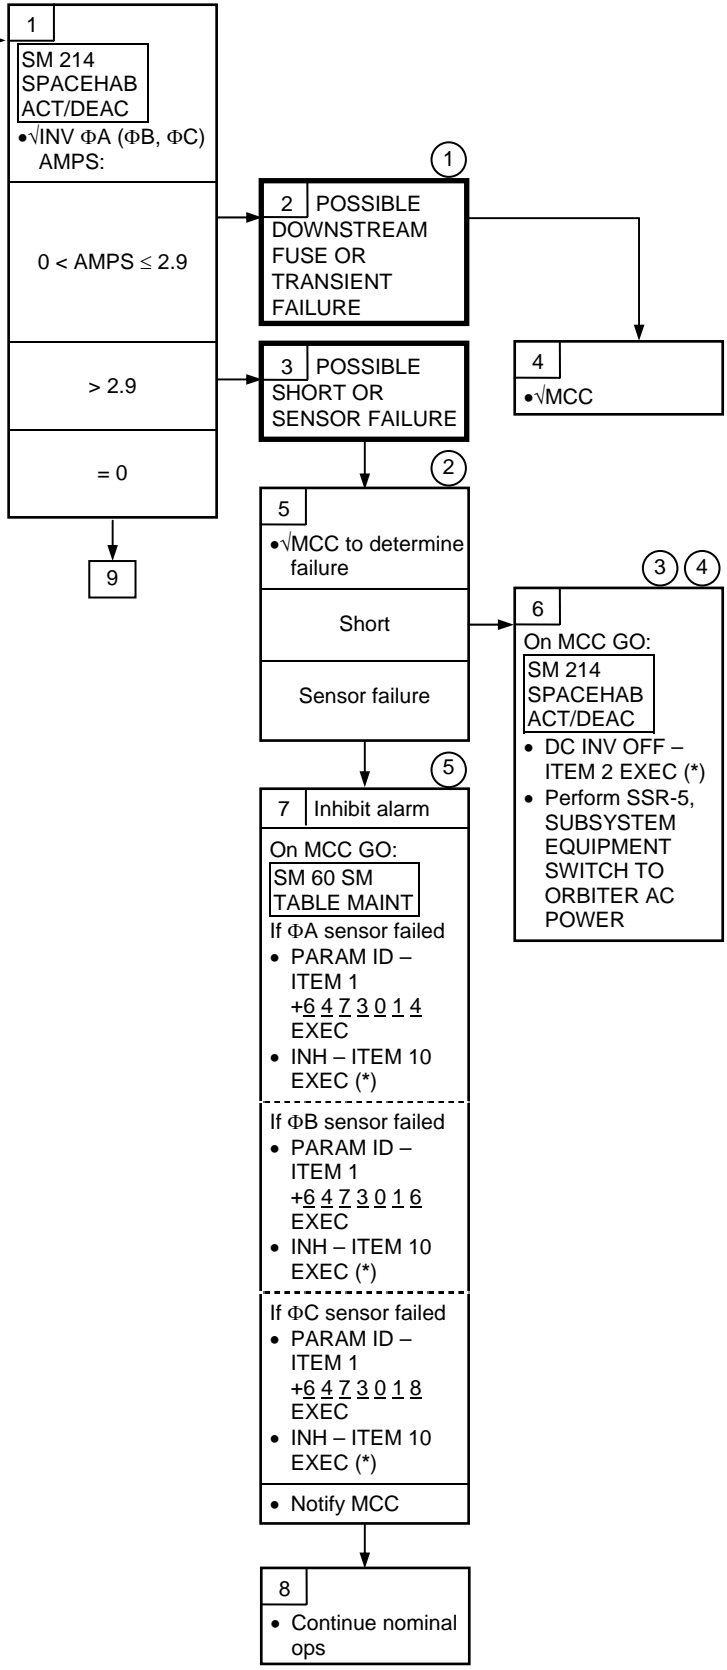 1
SM 214
SPACEHAB
ACT/DEAC
•√INV ΦA (ΦB, ΦC)
AMPS:
0 < AMPS ≤ 2.9
> 2.9
= 0
9
1
2 POSSIBLE
DOWNSTREAM
FUSE OR
TRANSIENT
FAILURE
3 POSSIBLE
SHORT OR
SENSOR FAILURE
4
•√MCC
2
5
•√MCC to determine
failure
Short
Sensor failure
3 4
6
On MCC GO:
SM 214
SPACEHAB
ACT/DEAC
• DC INV OFF –
ITEM 2 EXEC (*)
• Perform SSR-5,
SUBSYSTEM
EQUIPMENT
SWITCH TO
ORBITER AC
POWER
5
7 Inhibit alarm
On MCC GO:
SM 60 SM
TABLE MAINT
If ΦA sensor failed
• PARAM ID –
ITEM 1
+6 4 7 3 0 1 4
EXEC
• INH – ITEM 10
EXEC (*)
If ΦB sensor failed
• PARAM ID –
ITEM 1
+6 4 7 3 0 1 6
EXEC
• INH – ITEM 10
EXEC (*)
If ΦC sensor failed
• PARAM ID –
ITEM 1
+6 4 7 3 0 1 8
EXEC
• INH – ITEM 10
EXEC (*)
• Notify MCC
8
• Continue nominal
ops